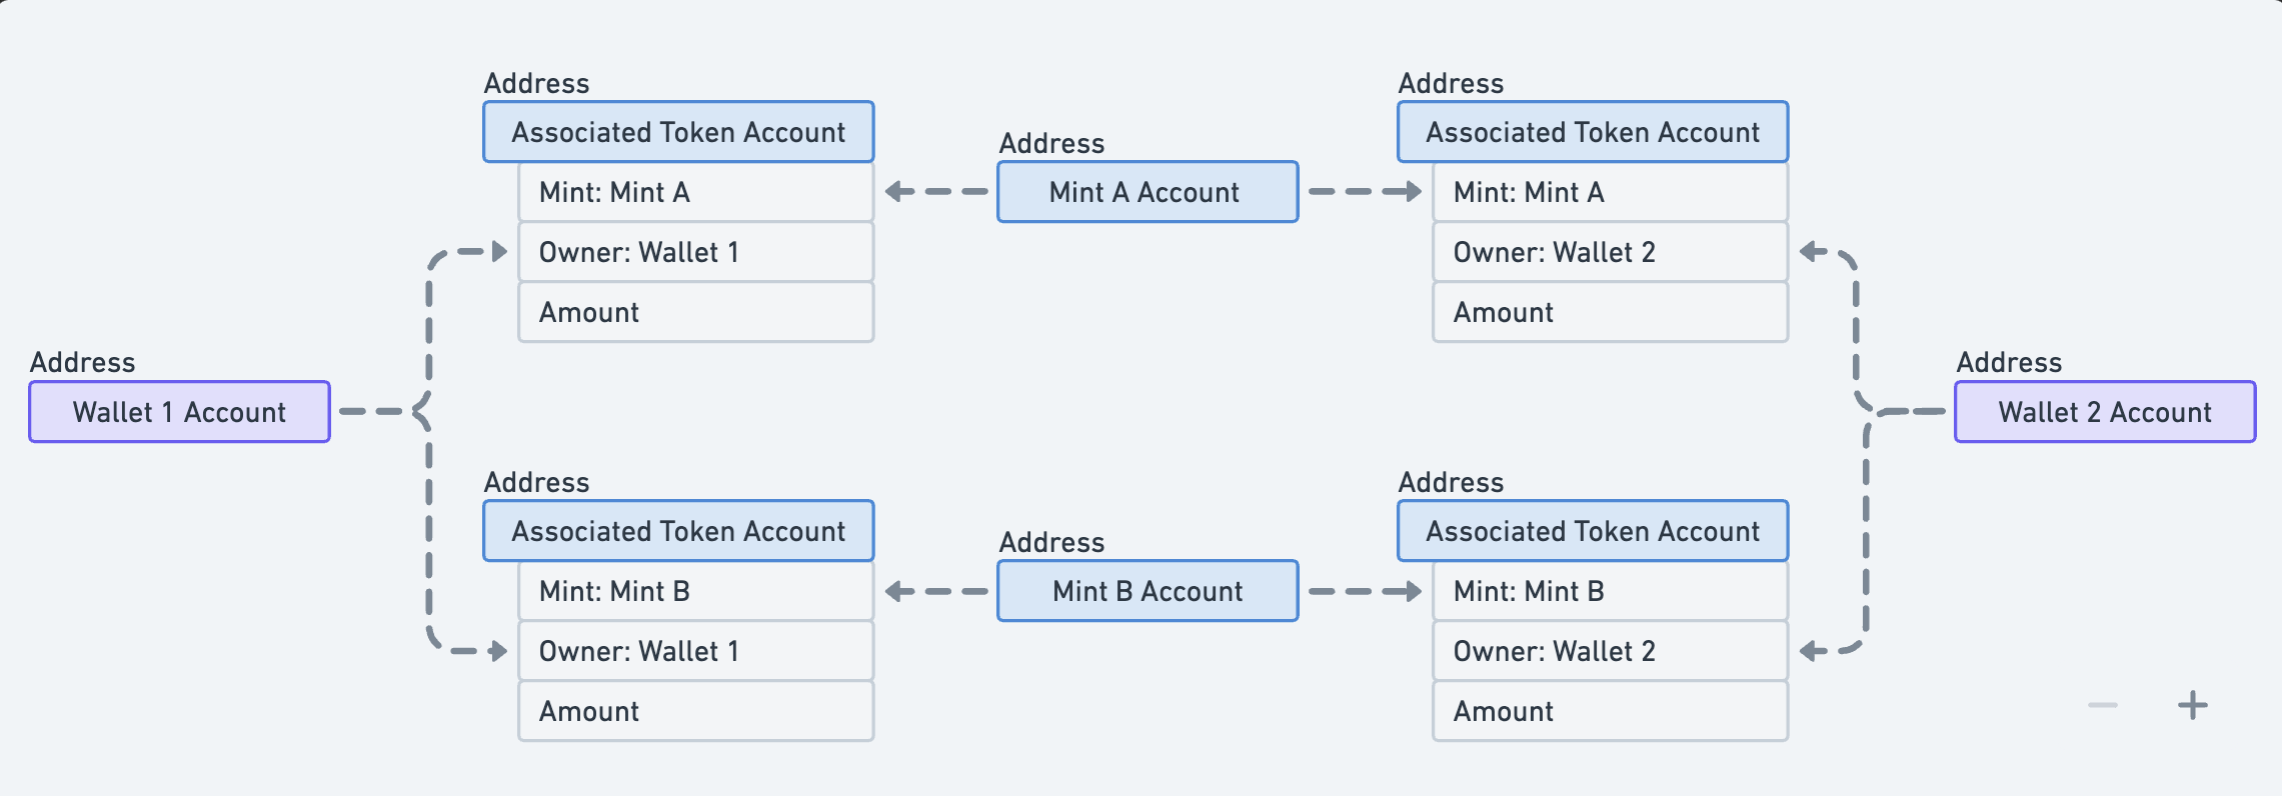 Address
Wallet 1 Account
Address
Associated Token Account
Mint: Mint A
Owner: Wallet 1
Amount
Address
Mint A Account
Address
Associated Token Account
Mint: Mint A
Owner: Wallet 2
Amount
Address
Associated Token Account
Mint: Mint B
Owner: Wallet 1
Amount
Address
Mint B Account
Address
Associated Token Account
Mint: Mint B
Owner: Wallet 2
Amount
Address
Wallet 2 Account